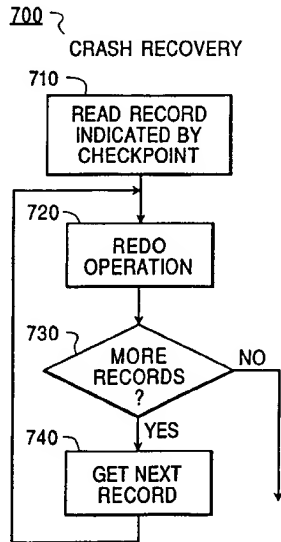 700
CRASH RECOVERY
710
READ RECORD
INDICATED BY
CHECKPOINT
720
REDO
OPERATION
730
MORE
RECORDS
?
NO
YES
740
GET NEXT
RECORD